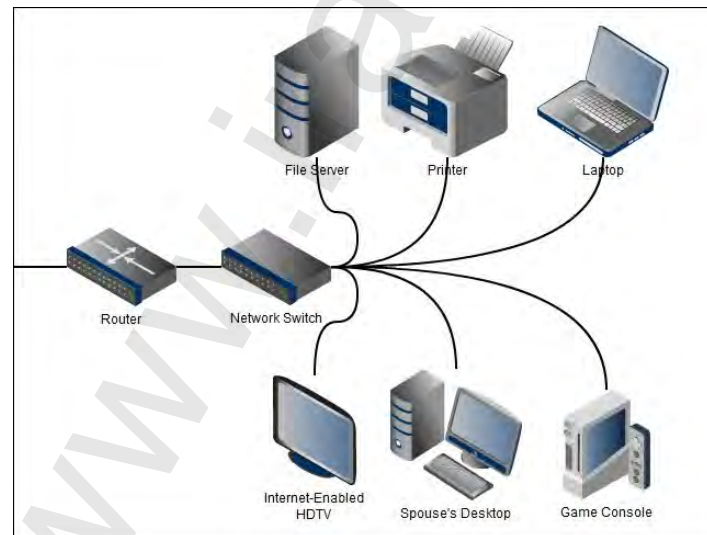 File Server
Printer
Laptop
Router
Network Switch
Internet-Enabled
HDTV
Spouse's Desktop
Game Console